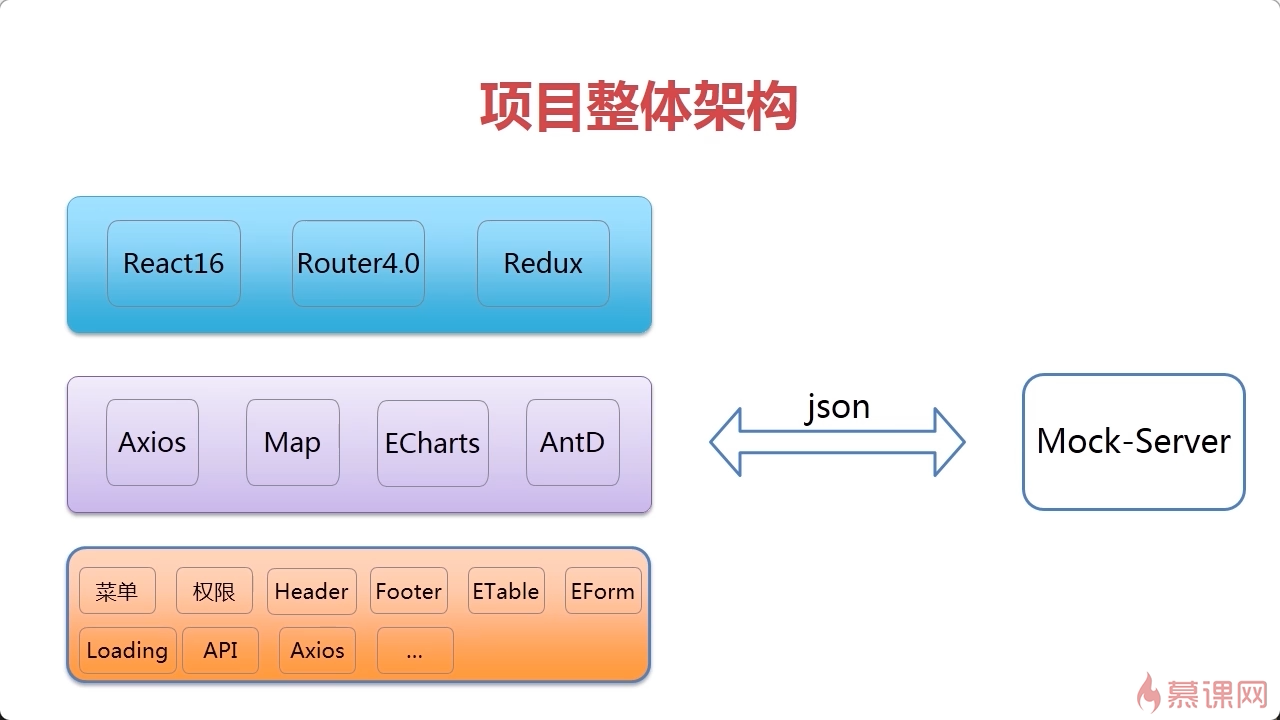 项目整体架构
React16 Router4.0 Redux
Axios Map ECharts AntD
json
Mock-Server
菜单 权限 Header Footer ETable EForm
Loading API Axios ...
慕课网